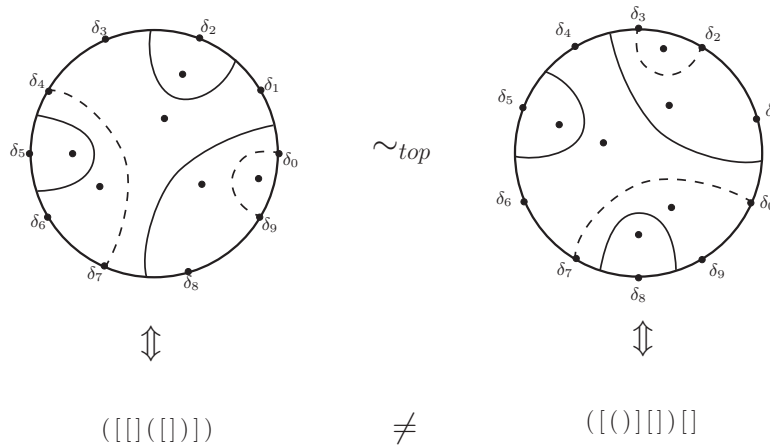 δ₃ δ₂ δ₃ δ₂
δ₄ δ₁ δ₄
δ₅ δ₀ ∼top δ₅ δ
δ₆ δ₉ δ₆ δ₀
δ₇ δ₈ δ₇ δ₈ δ₉
⇕ ⇕
([[]([])]) ≠ ([()][])[]